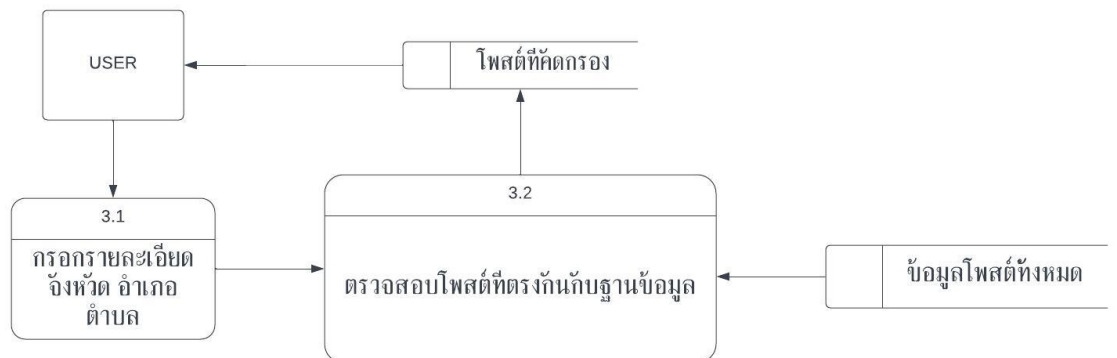 USER
โพสต์ที่คัดกรอง
3.1
กรอกรายละเอียด
จังหวัด อำเภอ
ตำบล
3.2
ตรวจสอบโพสต์ที่ตรงกันกับฐานข้อมูล
ข้อมูลโพสต์ทั้งหมด